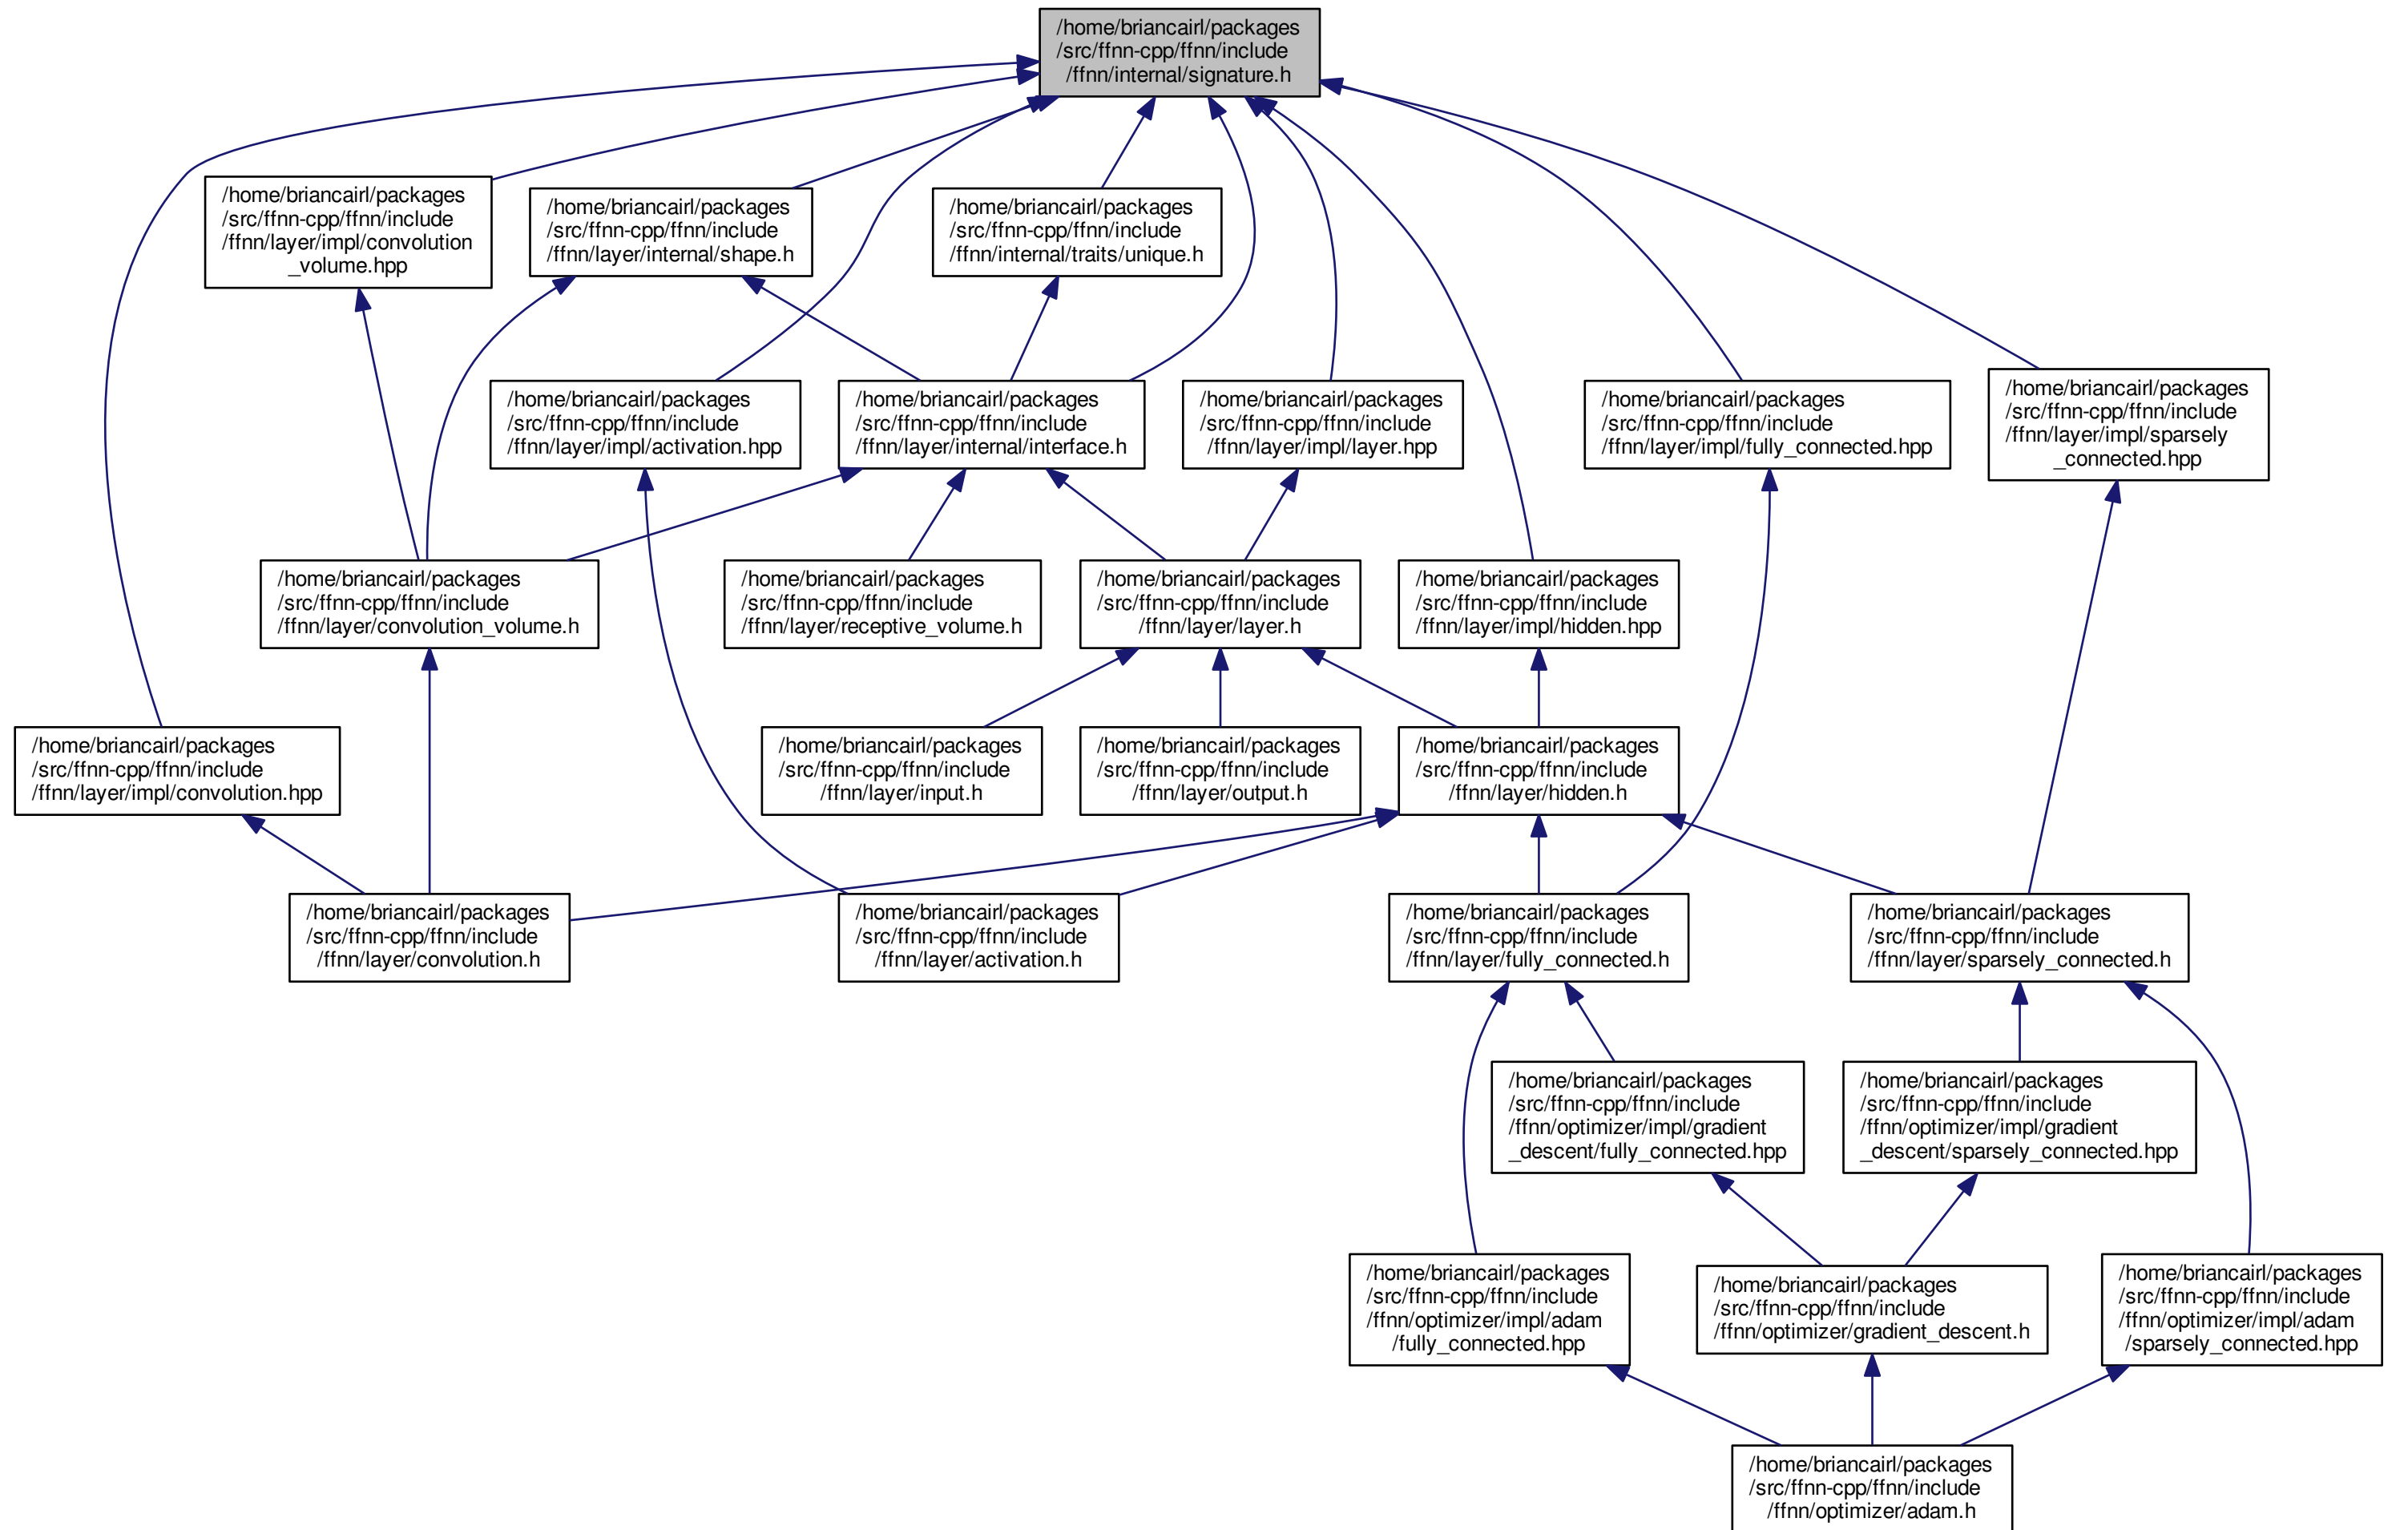 /home/briancairl/packages
/src/ffnn-cpp/ffnn/include
/ffnn/internal/signature.h
/home/briancairl/packages
/src/ffnn-cpp/ffnn/include
/ffnn/layer/impl/convolution
_volume.hpp
/home/briancairl/packages
/src/ffnn-cpp/ffnn/include
/ffnn/layer/internal/shape.h
/home/briancairl/packages
/src/ffnn-cpp/ffnn/include
/ffnn/internal/traits/unique.h
/home/briancairl/packages
/src/ffnn-cpp/ffnn/include
/ffnn/layer/impl/activation.hpp
/home/briancairl/packages
/src/ffnn-cpp/ffnn/include
/ffnn/layer/internal/interface.h
/home/briancairl/packages
/src/ffnn-cpp/ffnn/include
/ffnn/layer/impl/layer.hpp
/home/briancairl/packages
/src/ffnn-cpp/ffnn/include
/ffnn/layer/impl/fully_connected.hpp
/home/briancairl/packages
/src/ffnn-cpp/ffnn/include
/ffnn/layer/impl/sparsely
_connected.hpp
/home/briancairl/packages
/src/ffnn-cpp/ffnn/include
/ffnn/layer/convolution_volume.h
/home/briancairl/packages
/src/ffnn-cpp/ffnn/include
/ffnn/layer/receptive_volume.h
/home/briancairl/packages
/src/ffnn-cpp/ffnn/include
/ffnn/layer/layer.h
/home/briancairl/packages
/src/ffnn-cpp/ffnn/include
/ffnn/layer/impl/hidden.hpp
/home/briancairl/packages
/src/ffnn-cpp/ffnn/include
/ffnn/layer/impl/convolution.hpp
/home/briancairl/packages
/src/ffnn-cpp/ffnn/include
/ffnn/layer/input.h
/home/briancairl/packages
/src/ffnn-cpp/ffnn/include
/ffnn/layer/output.h
/home/briancairl/packages
/src/ffnn-cpp/ffnn/include
/ffnn/layer/hidden.h
/home/briancairl/packages
/src/ffnn-cpp/ffnn/include
/ffnn/layer/convolution.h
/home/briancairl/packages
/src/ffnn-cpp/ffnn/include
/ffnn/layer/activation.h
/home/briancairl/packages
/src/ffnn-cpp/ffnn/include
/ffnn/layer/fully_connected.h
/home/briancairl/packages
/src/ffnn-cpp/ffnn/include
/ffnn/layer/sparsely_connected.h
/home/briancairl/packages
/src/ffnn-cpp/ffnn/include
/ffnn/optimizer/impl/gradient
_descent/fully_connected.hpp
/home/briancairl/packages
/src/ffnn-cpp/ffnn/include
/ffnn/optimizer/impl/gradient
_descent/sparsely_connected.hpp
/home/briancairl/packages
/src/ffnn-cpp/ffnn/include
/ffnn/optimizer/impl/adam
/fully_connected.hpp
/home/briancairl/packages
/src/ffnn-cpp/ffnn/include
/ffnn/optimizer/gradient_descent.h
/home/briancairl/packages
/src/ffnn-cpp/ffnn/include
/ffnn/optimizer/impl/adam
/sparsely_connected.hpp
/home/briancairl/packages
/src/ffnn-cpp/ffnn/include
/ffnn/optimizer/adam.h